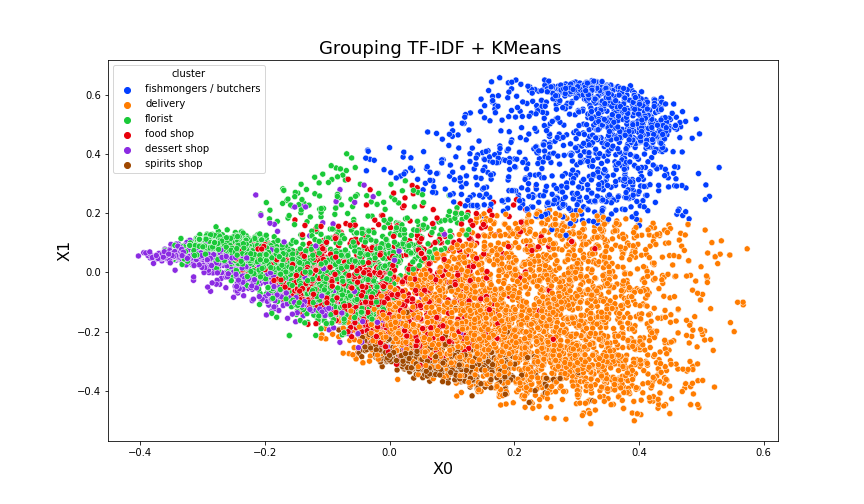 Grouping TF-IDF + KMeans
cluster
fishmongers / butchers
delivery
florist
food shop
dessert shop
spirits shop
0.6
0.4
0.2
0.0
−0.2
−0.4
X1
−0.4
−0.2
0.0
0.2
0.4
0.6
X0